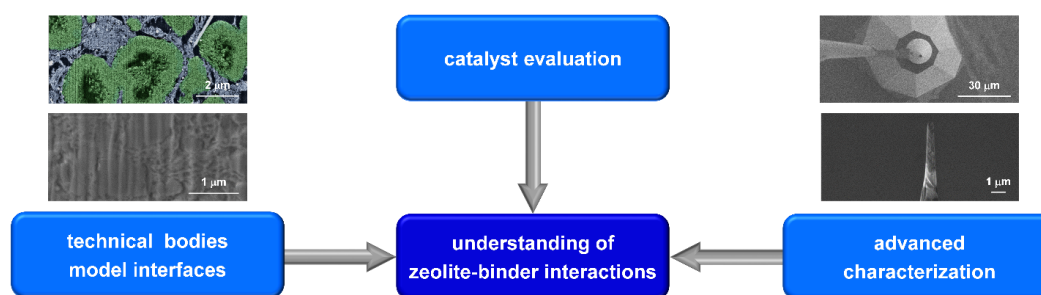 2 μm
catalyst evaluation
30 μm
1 μm
1 μm
technical bodies
model interfaces
understanding of
zeolite-binder interactions
advanced
characterization